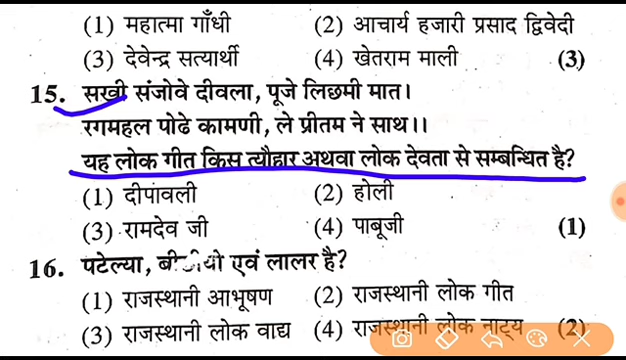 (1) महात्मा गाँधी (2) आचार्य हजारी प्रसाद द्विवेदी
(3) देवेन्द्र सत्यार्थी (4) खेतराम माली (3)
15. सखी संजोवे दीवला, पूजे लिछमी मात।
रगमहल पोढे कामणी, ले प्रीतम ने साथ।।
यह लोक गीत किस त्यौहार अथवा लोक देवता से सम्बन्धित है?
(1) दीपावली (2) होली
(3) रामदेव जी (4) पाबूजी (1)
16. पटेल्या, एवं लालर है?
(1) राजस्थानी आभूषण (2) राजस्थानी लोक गीत
(3) राजस्थानी लोक वाद्य (4) राजस्थानी लोक नाट्य (2)